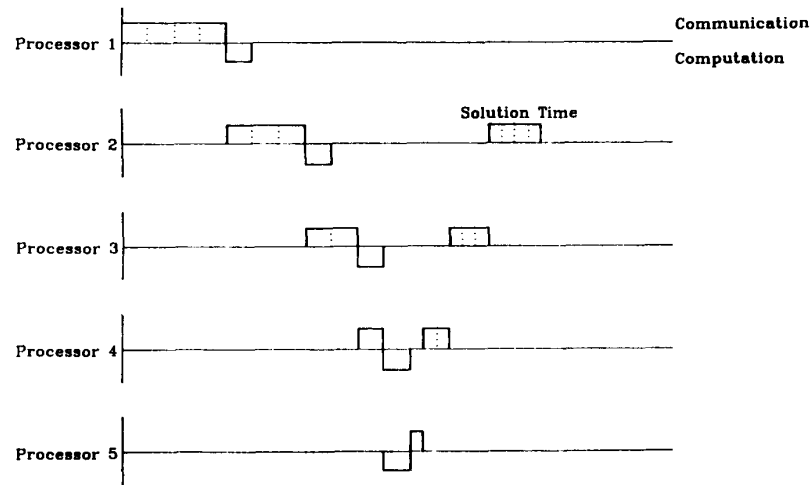 Communication
Processor 1
Computation
Solution Time
Processor 2
Processor 3
Processor 4
Processor 5